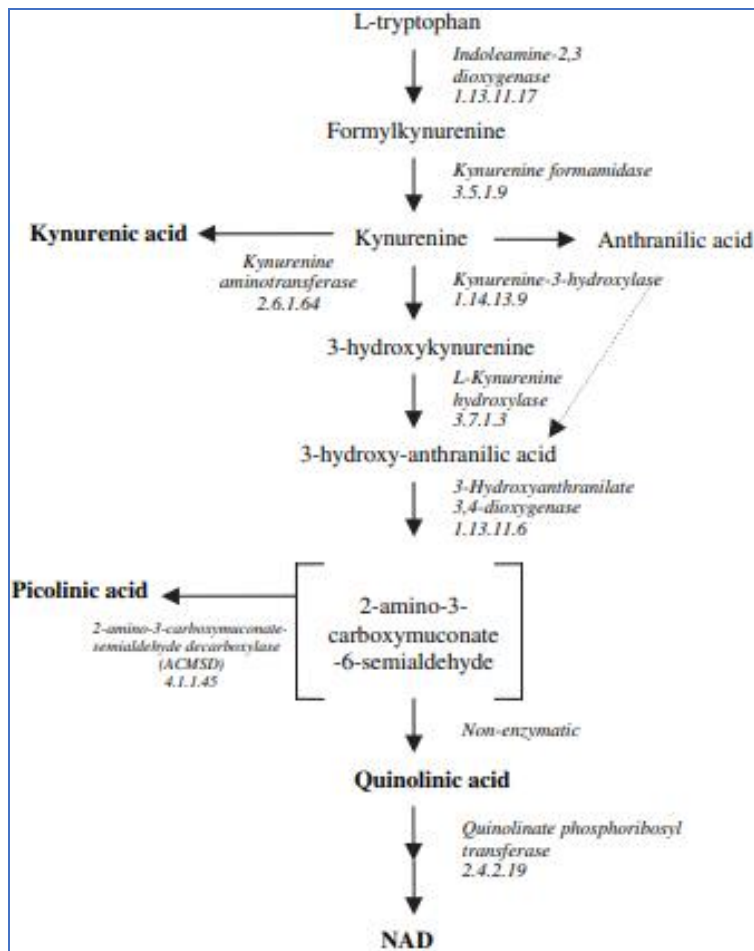 L-tryptophan
Indoleamine-2,3
dioxygenase
1.13.11.17
Formylkynurenine
Kynurenine formamidase
3.5.1.9
Kynurenic acid
Kynurenine
Anthranilic acid
Kynurenine
aminotransferase
2.6.1.64
Kynurenine-3-hydroxylase
1.14.13.9
3-hydroxykynurenine
L-Kynurenine
hydroxylase
3.7.1.3
3-hydroxy-anthranilic acid
3-Hydroxyanthranilate
3,4-dioxygenase
1.13.11.6
Picolinic acid
2-amino-3-carboxymuconate-
semialdehyde decarboxylase
(ACMSD)
4.1.1.45
2-amino-3-
carboxymuconate
-6-semialdehyde
Non-enzymatic
Quinolinic acid
Quinolinate phosphoribosyl
transferase
2.4.2.19
NAD